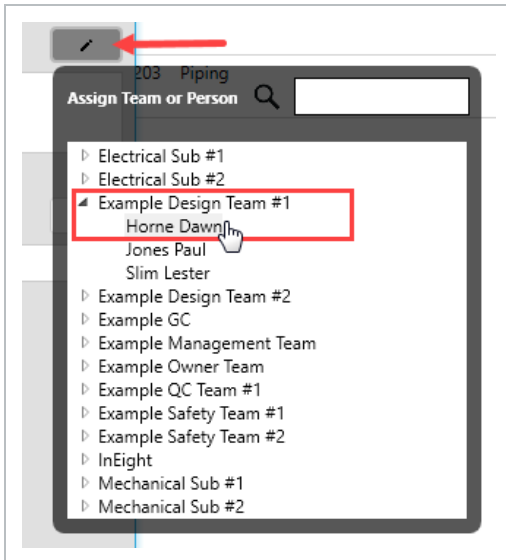 203 Piping
Assign Team or Person
Electrical Sub #1
Electrical Sub #2
Example Design Team #1
Horne Dawn
Jones Paul
Slim Lester
Example Design Team #2
Example GC
Example Management Team
Example Owner Team
Example QC Team #1
Example Safety Team #1
Example Safety Team #2
InEight
Mechanical Sub #1
Mechanical Sub #2